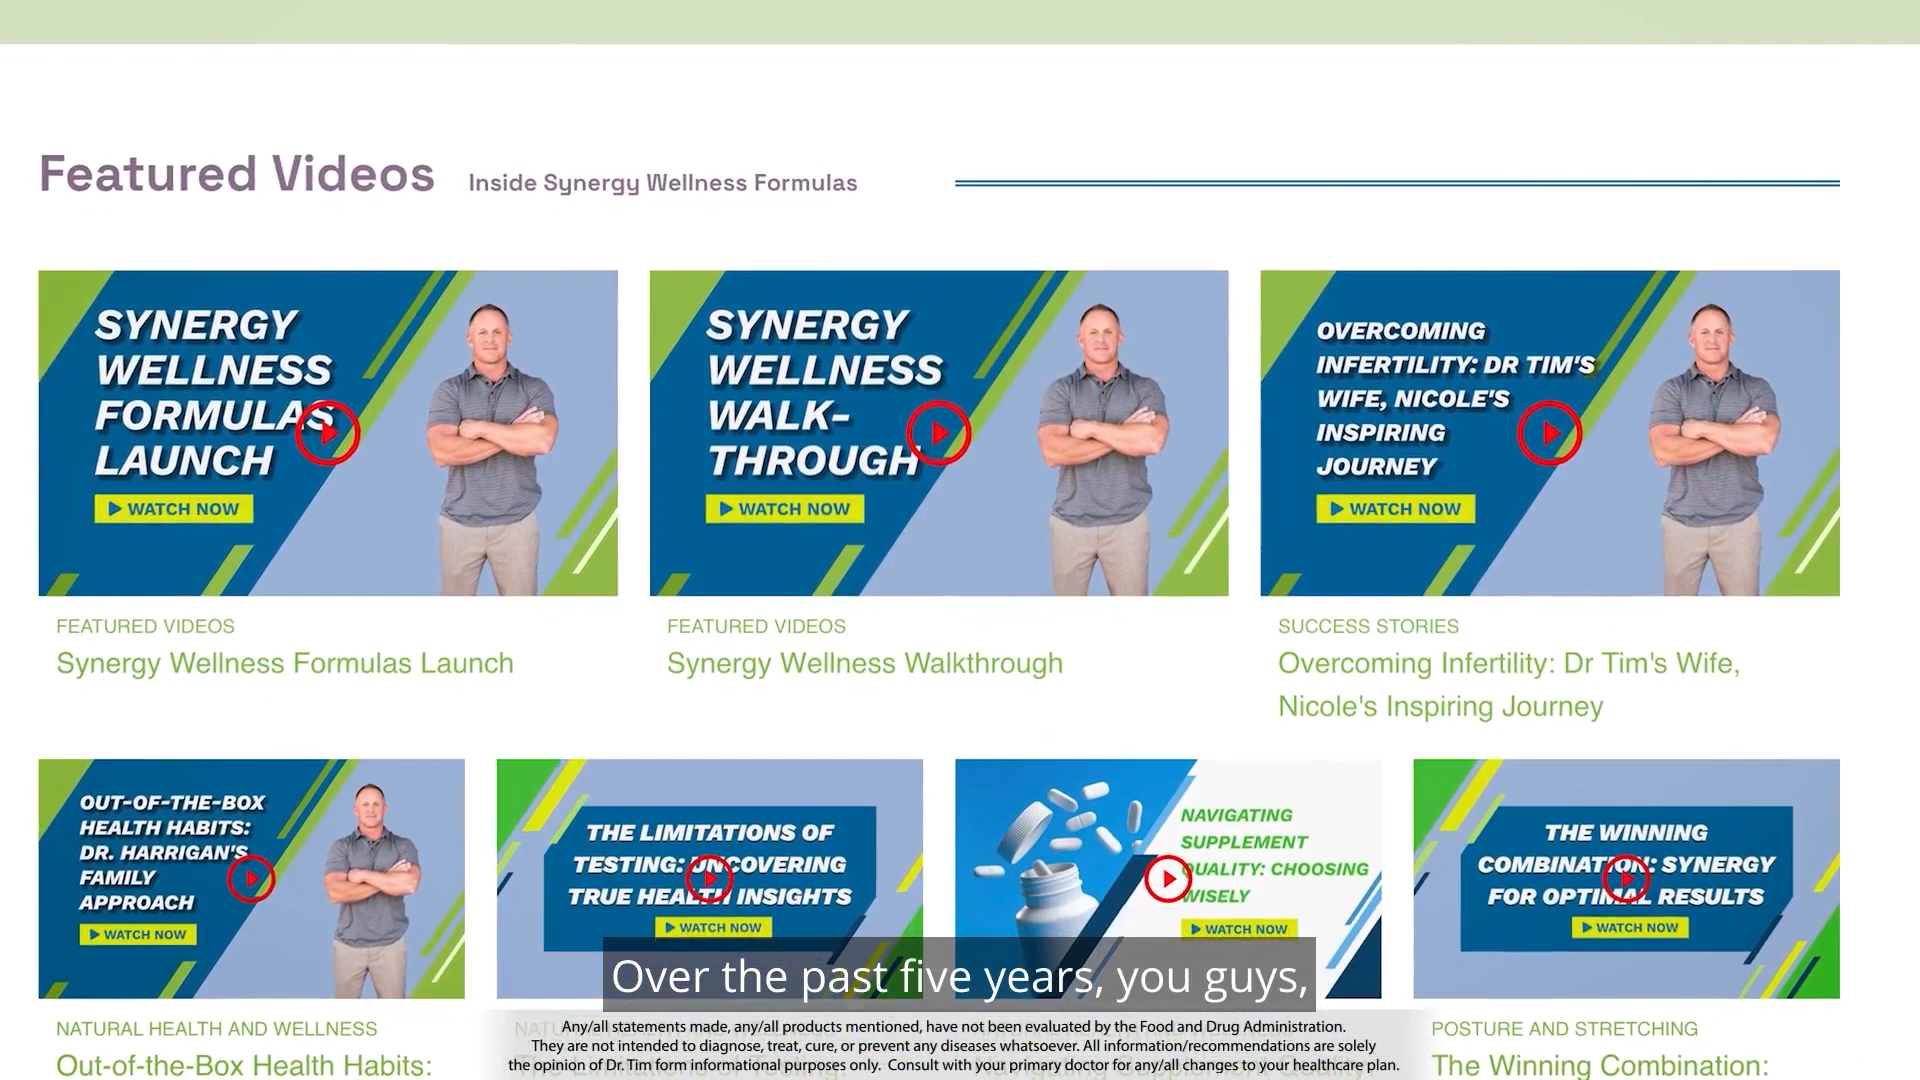 Featured Videos Inside Synergy Wellness Formulas
SYNERGY
WELLNESS
FORMULAS
LAUNCH
WATCH NOW
SYNERGY
WELLNESS
WALK-
THROUGH
WATCH NOW
OVERCOMING
INFERTILITY: DR TIM'S
WIFE, NICOLE'S
INSPIRING
JOURNEY
WATCH NOW
FEATURED VIDEOS
Synergy Wellness Formulas Launch
FEATURED VIDEOS
Synergy Wellness Walkthrough
SUCCESS STORIES
Overcoming Infertility: Dr Tim's Wife,
Nicole's Inspiring Journey
OUT-OF-THE-BOX
HEALTH HABITS:
DR. HARRIGAN'S
FAMILY
APPROACH
WATCH NOW
THE LIMITATIONS OF
TESTING: UNCOVERING
TRUE HEALTH INSIGHTS
WATCH NOW
NAVIGATING
SUPPLEMENT
QUALITY: CHOOSING
WISELY
WATCH NOW
THE WINNING
COMBINATION: SYNERGY
FOR OPTIMAL RESULTS
WATCH NOW
Over the past five years, you guys,
NATURAL HEALTH AND WELLNESS
Out-of-the-Box Health Habits:
POSTURE AND STRETCHING
The Winning Combination:
Any/all statements made, any/all products mentioned, have not been evaluated by the Food and Drug Administration.
They are not intended to diagnose, treat, cure, or prevent any diseases whatsoever. All information/recommendations are solely
the opinion of Dr. Tim form informational purposes only. Consult with your primary doctor for any/all changes to your healthcare plan.